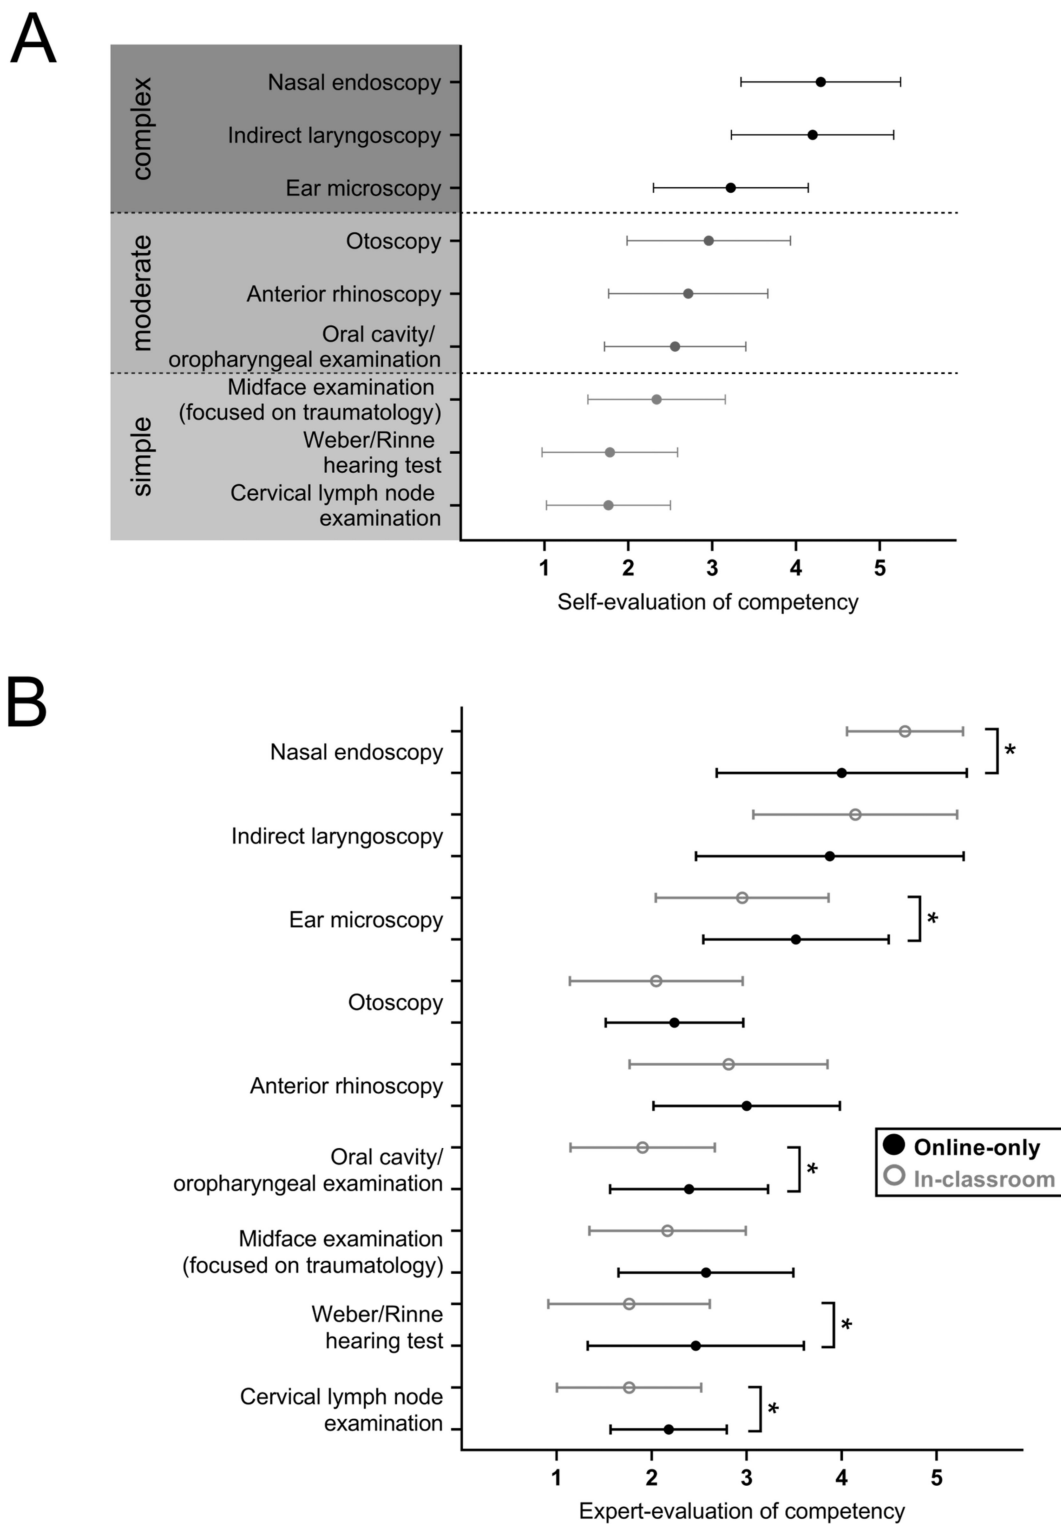 A
complex
Nasal endoscopy
Indirect laryngoscopy
Ear microscopy
moderate
Otoscopy
Anterior rhinoscopy
Oral cavity/
oropharyngeal examination
simple
Midface examination
(focused on traumatology)
Weber/Rinne
hearing test
Cervical lymph node
examination
1 2 3 4 5
Self-evaluation of competency
B
Nasal endoscopy
*
Indirect laryngoscopy
Ear microscopy
*
Otoscopy
Anterior rhinoscopy
Online-only
In-classroom
Oral cavity/
oropharyngeal examination
*
Midface examination
(focused on traumatology)
Weber/Rinne
hearing test
*
Cervical lymph node
examination
*
1 2 3 4 5
Expert-evaluation of competency